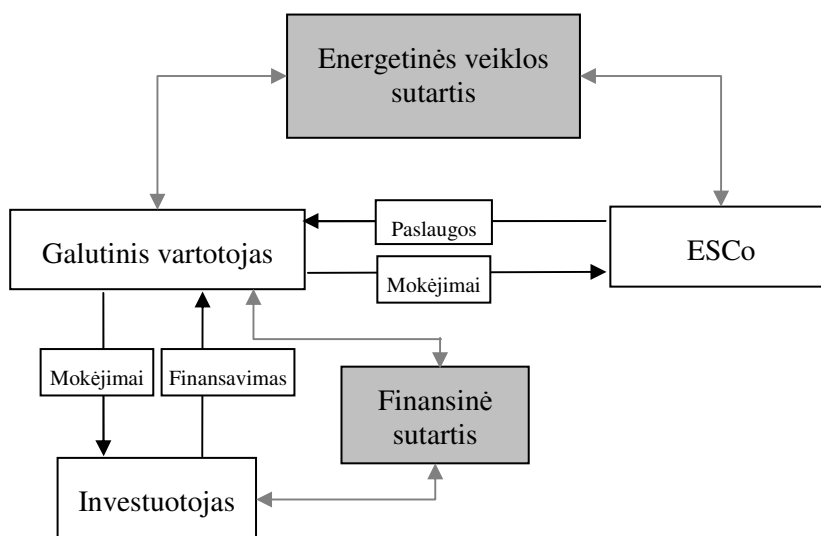 Energetinės veiklos
sutartis
Paslaugos
Galutinis vartotojas
ESCo
Mokėjimai
Mokėjimai
Finansavimas
Finansinė
sutartis
Investuotojas